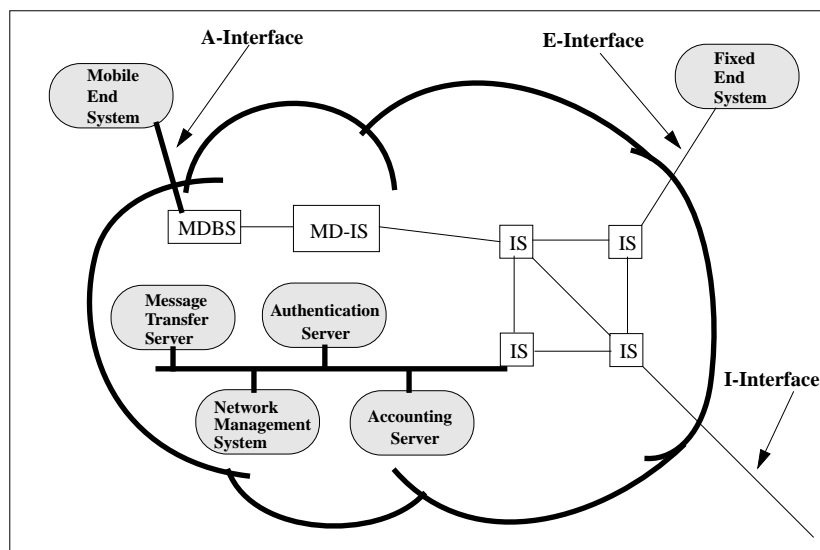 A-Interface
E-Interface
Mobile
End
System
Fixed
End
System
MDBS
MD-IS
IS
IS
Message
Transfer
Server
Authentication
Server
IS
IS
I-Interface
Network
Management
System
Accounting
Server